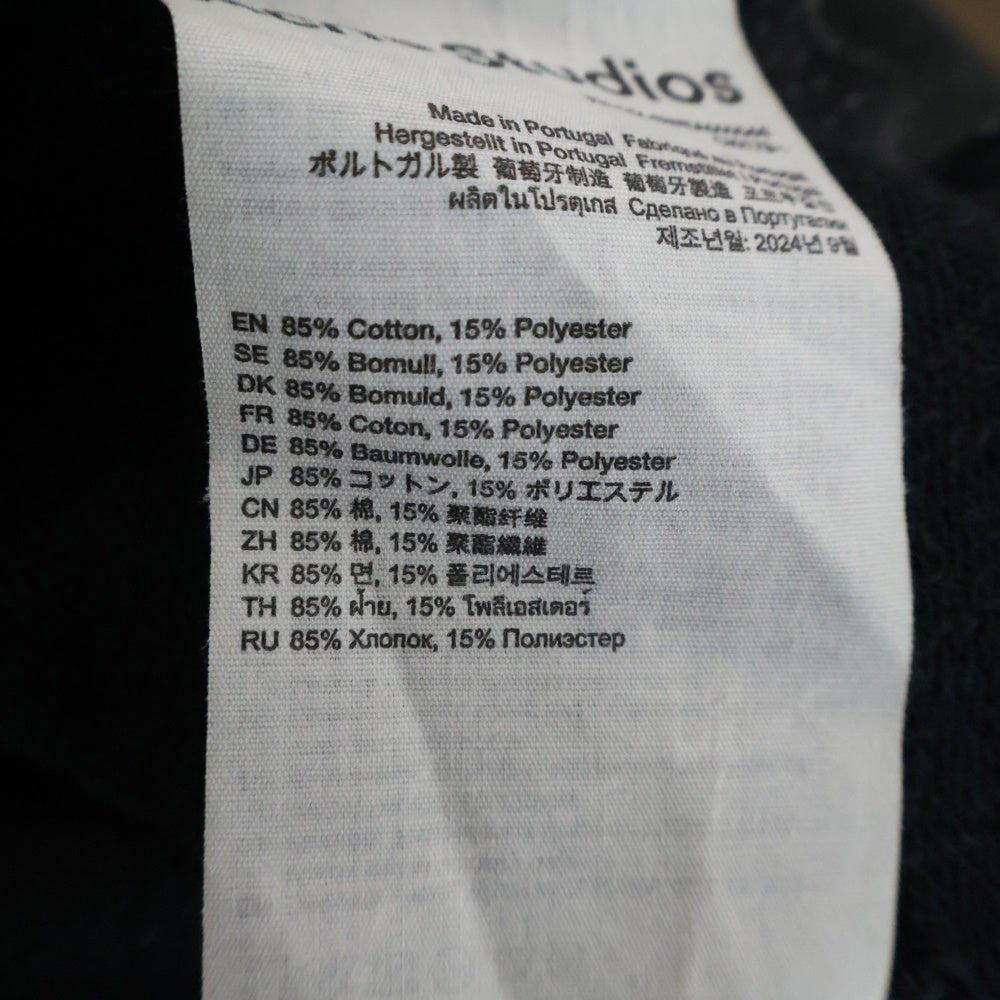 Studios
Made in Portugal Fabriqué au Portugal
Hergestellt in Portugal Fremstillet i Portugal
ポルトガル製 葡萄牙制造 葡萄牙製造
ผลิตในโปรตุเกส Сделано в Португалии
제조년월: 2024년 9월
EN 85% Cotton, 15% Polyester
SE 85% Bomull, 15% Polyester
DK 85% Bomuld, 15% Polyester
FR 85% Coton, 15% Polyester
DE 85% Baumwolle, 15% Polyester
JP 85% コットン, 15% ポリエステル
CN 85% 棉, 15% 聚酯纤维
ZH 85% 棉, 15% 聚酯纖維
KR 85% 면, 15% 폴리에스테르
TH 85% ฝ้าย, 15% โพลีเอสเตอร์
RU 85% Хлопок, 15% Полиэстер